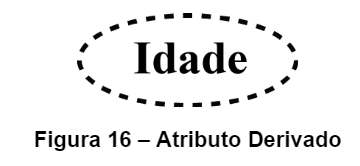 Idade
Figura 16 – Atributo Derivado